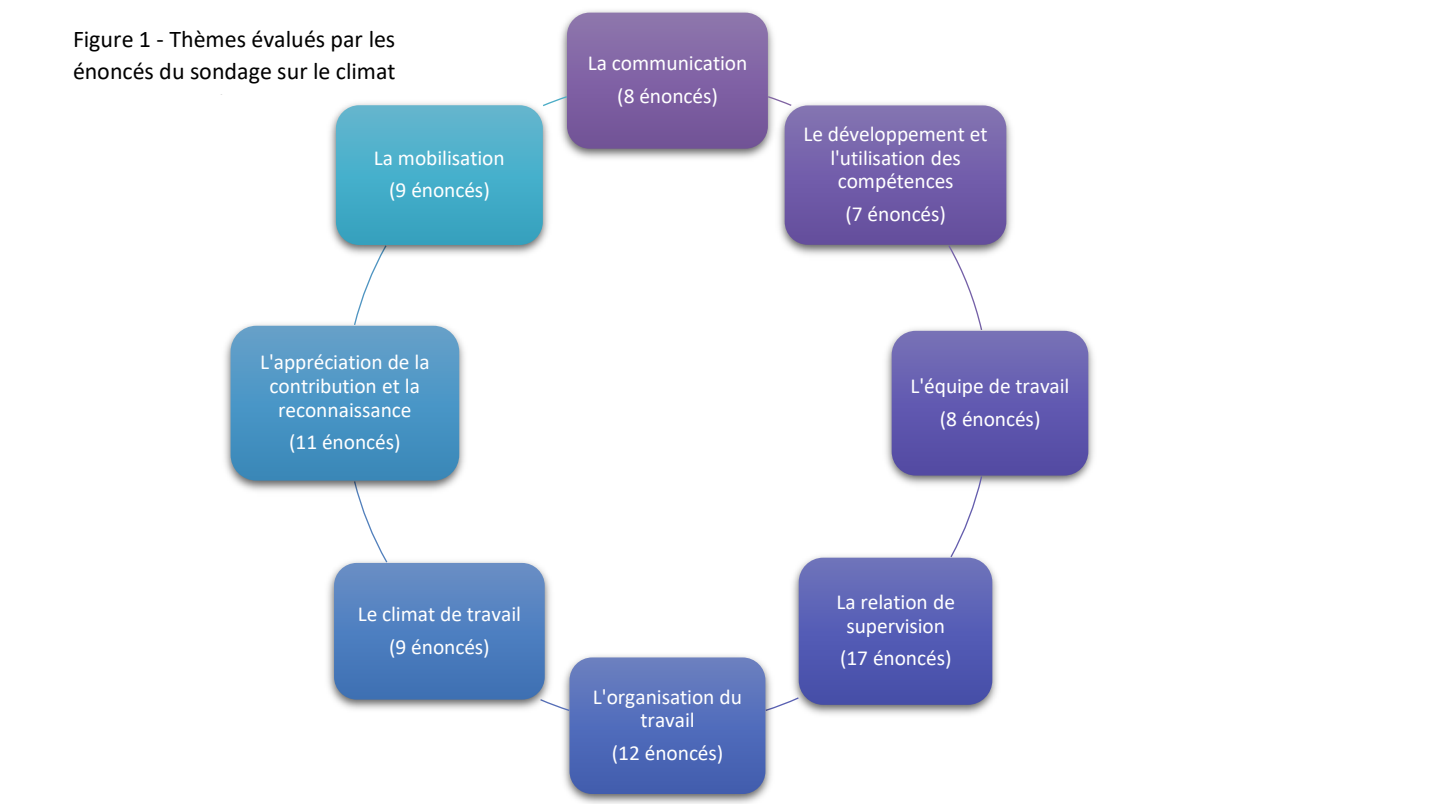 Figure 1 - Thèmes évalués par les
énoncés du sondage sur le climat
La communication
(8 énoncés)
Le développement et
l'utilisation des
compétences
(7 énoncés)
L'équipe de travail
(8 énoncés)
La relation de
supervision
(17 énoncés)
L'organisation du
travail
(12 énoncés)
Le climat de travail
(9 énoncés)
L'appréciation de la
contribution et la
reconnaissance
(11 énoncés)
La mobilisation
(9 énoncés)